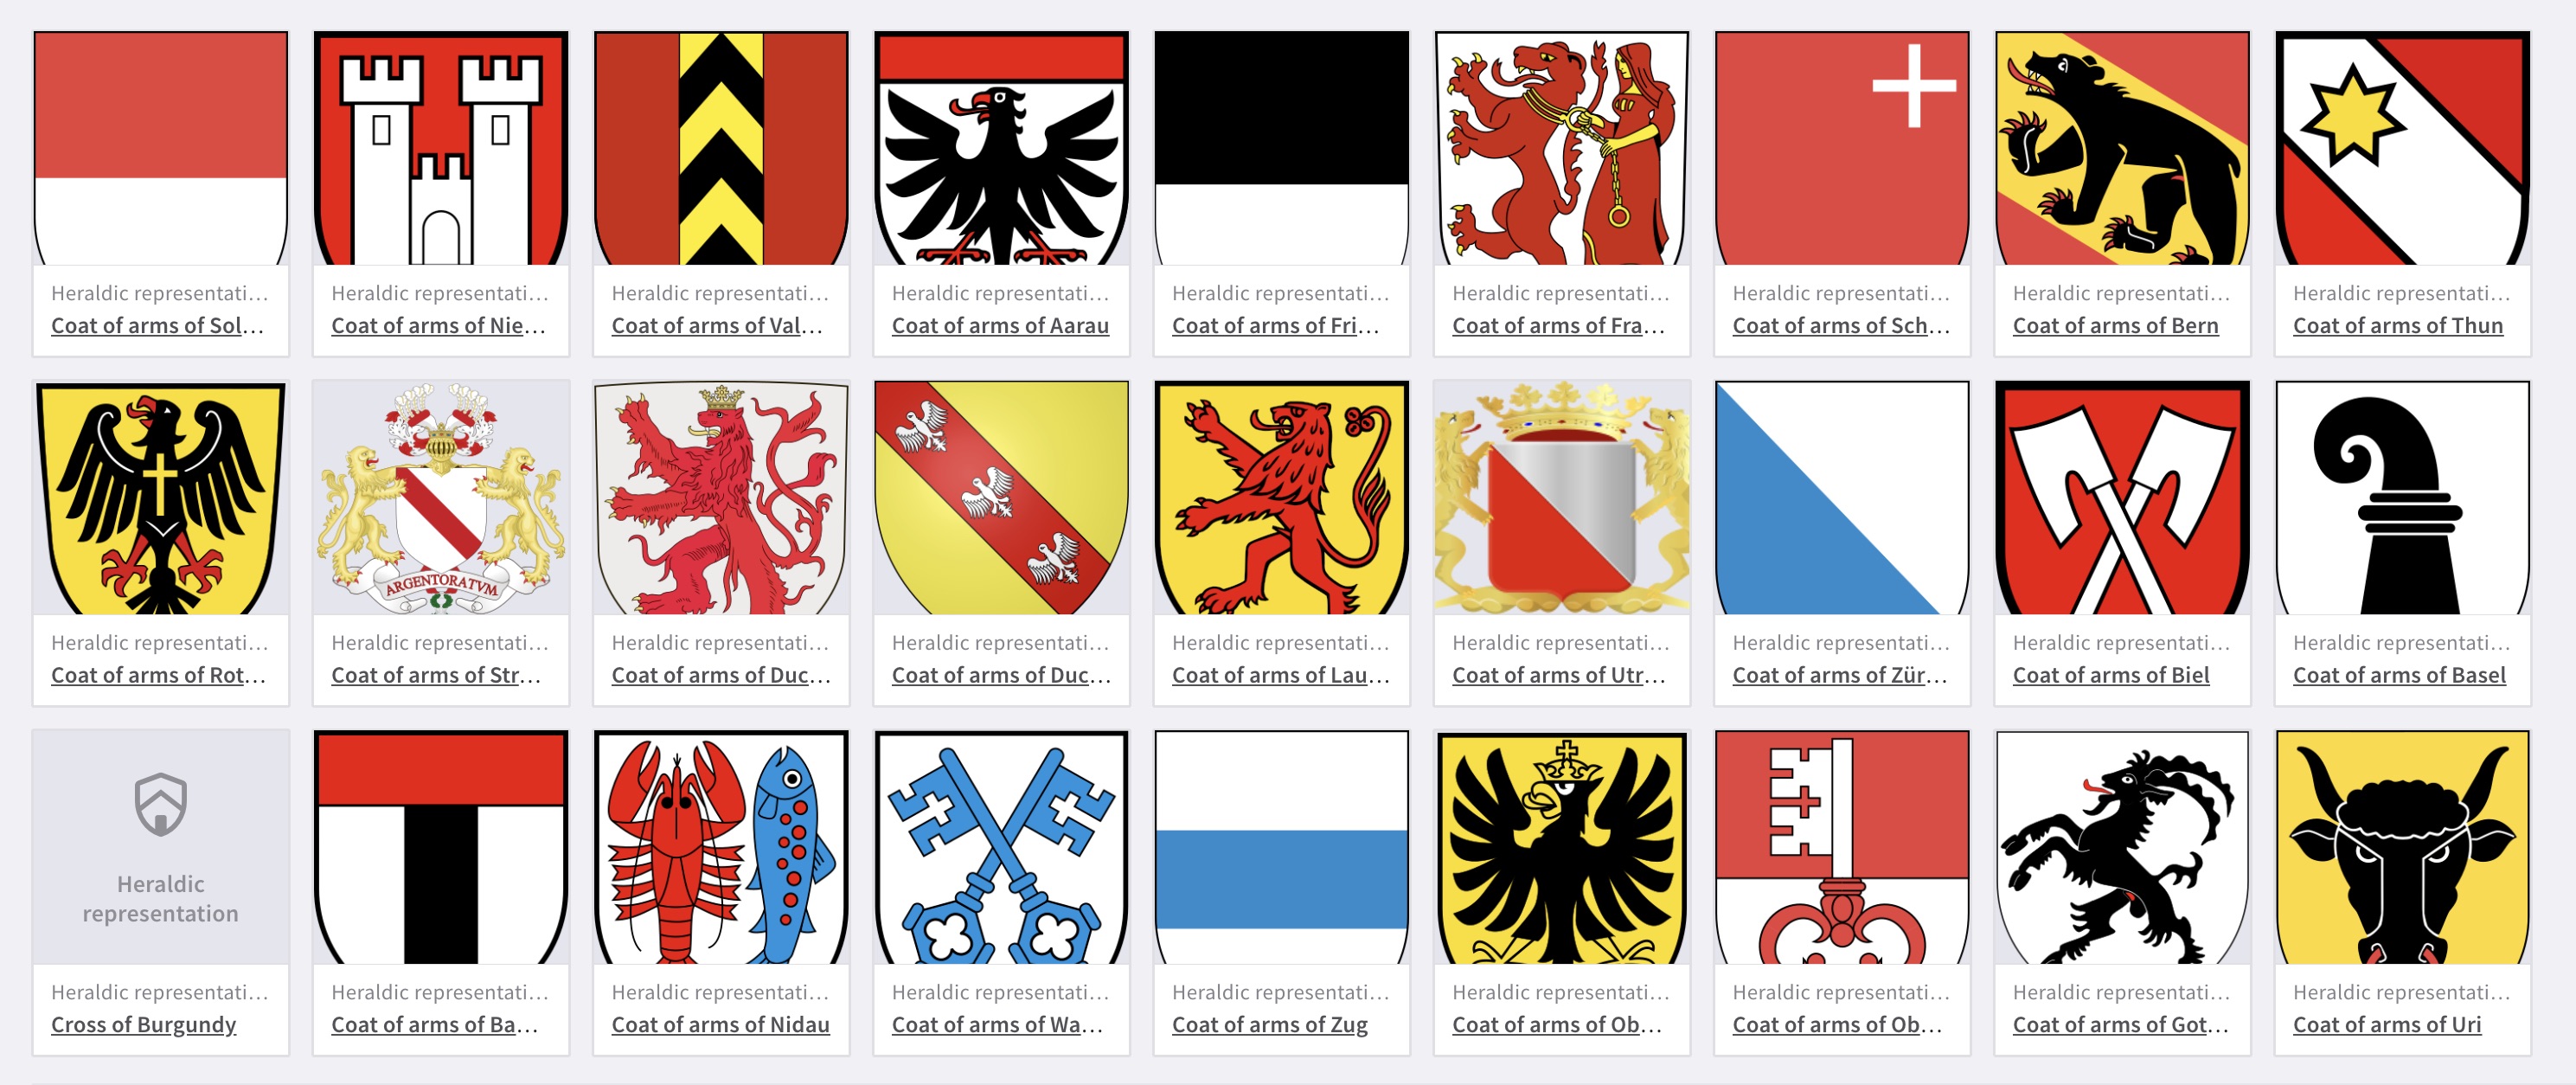 Heraldic representati...
Coat of arms of Sol...
Heraldic representati...
Coat of arms of Nie...
Heraldic representati...
Coat of arms of Val...
Heraldic representati...
Coat of arms of Aarau
Heraldic representati...
Coat of arms of Fri...
Heraldic representati...
Coat of arms of Fra...
Heraldic representati...
Coat of arms of Sch...
Heraldic representati...
Coat of arms of Bern
Heraldic representati...
Coat of arms of Thun
Heraldic representati...
Coat of arms of Rot...
ARGENTORATVM
Heraldic representati...
Coat of arms of Str...
Heraldic representati...
Coat of arms of Duc...
Heraldic representati...
Coat of arms of Duc...
Heraldic representati...
Coat of arms of Lau...
Heraldic representati...
Coat of arms of Utr...
Heraldic representati...
Coat of arms of Zür...
Heraldic representati...
Coat of arms of Biel
Heraldic representati...
Coat of arms of Basel
Heraldic
representation
Heraldic representati...
Cross of Burgundy
Heraldic representati...
Coat of arms of Ba...
Heraldic representati...
Coat of arms of Nidau
Heraldic representati...
Coat of arms of Wa...
Heraldic representati...
Coat of arms of Zug
Heraldic representati...
Coat of arms of Ob...
Heraldic representati...
Coat of arms of Ob...
Heraldic representati...
Coat of arms of Got...
Heraldic representati...
Coat of arms of Uri